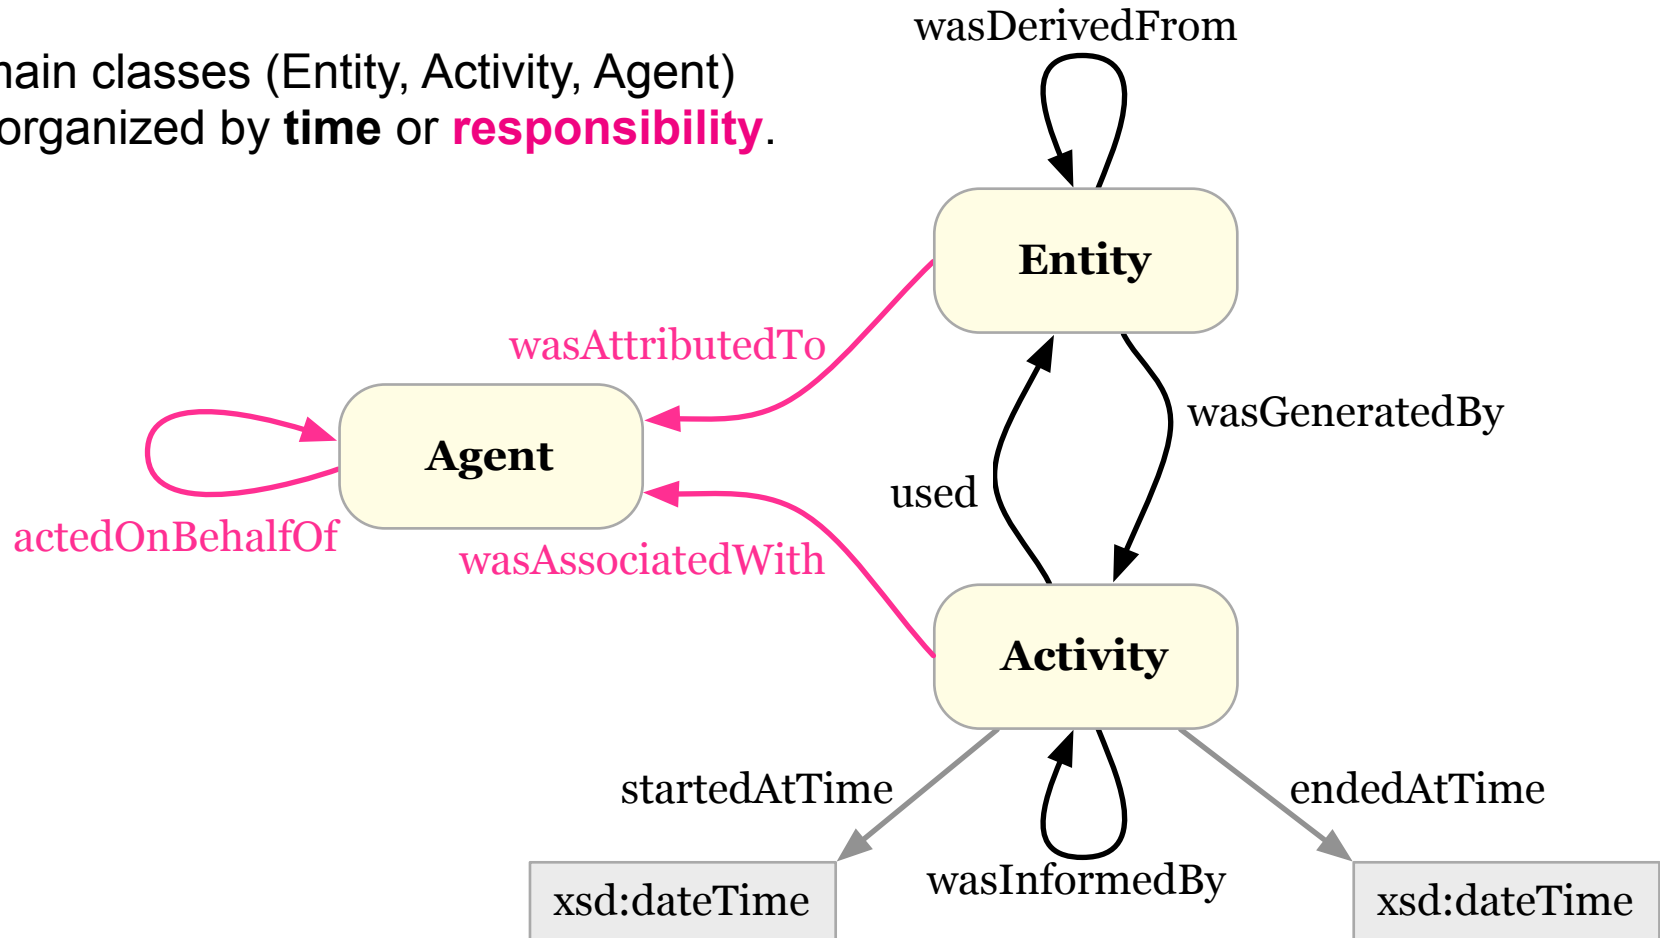 wasDerivedFrom
main classes (Entity, Activity, Agent)
organized by time or responsibility.
Entity
wasAttributedTo
wasGeneratedBy
Agent
used
actedOnBehalfOf
wasAssociatedWith
Activity
startedAtTime
endedAtTime
wasInformedBy
xsd:dateTime
xsd:dateTime